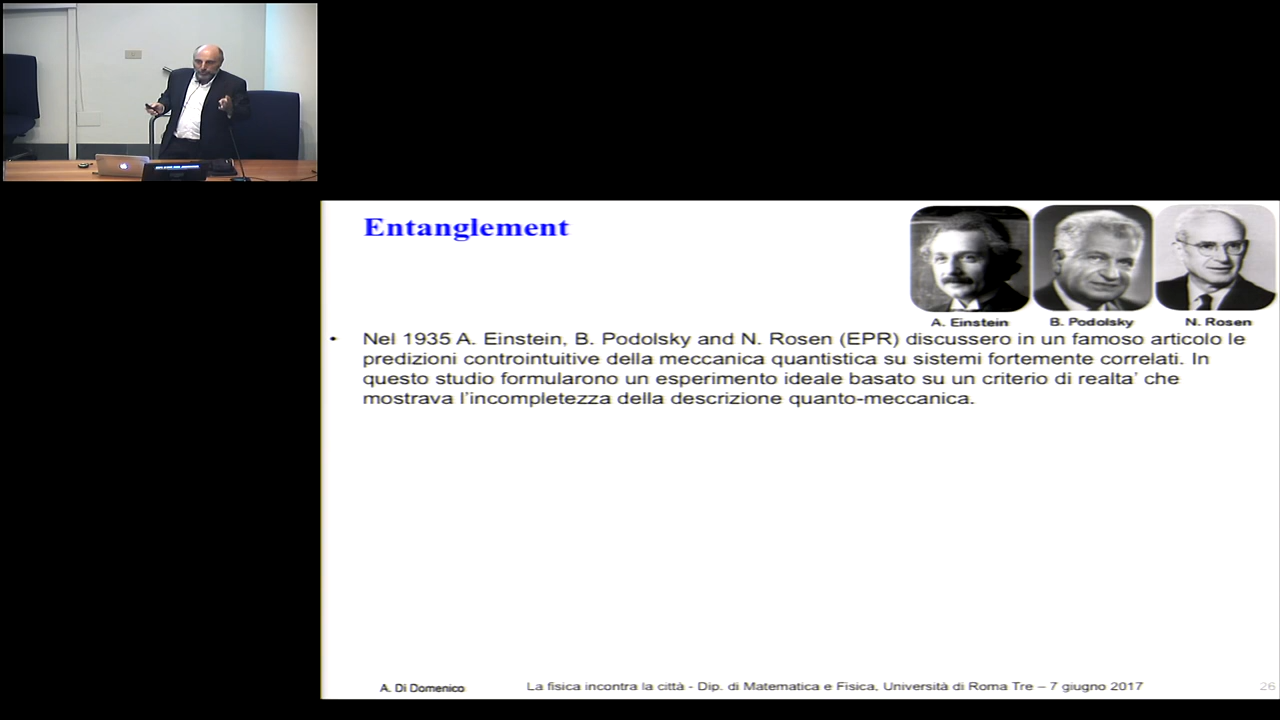 Entanglement
A. Einstein
B. Podolsky
N. Rosen
• Nel 1935 A. Einstein, B. Podolsky and N. Rosen (EPR) discussero in un famoso articolo le
predizioni controintuitive della meccanica quantistica su sistemi fortemente correlati. In
questo studio formularono un esperimento ideale basato su un criterio di realta' che
mostrava l'incompletezza della descrizione quanto-meccanica.
A. Di Domenico
La fisica incontra la città - Dip. di Matematica e Fisica, Università di Roma Tre – 7 giugno 2017
26